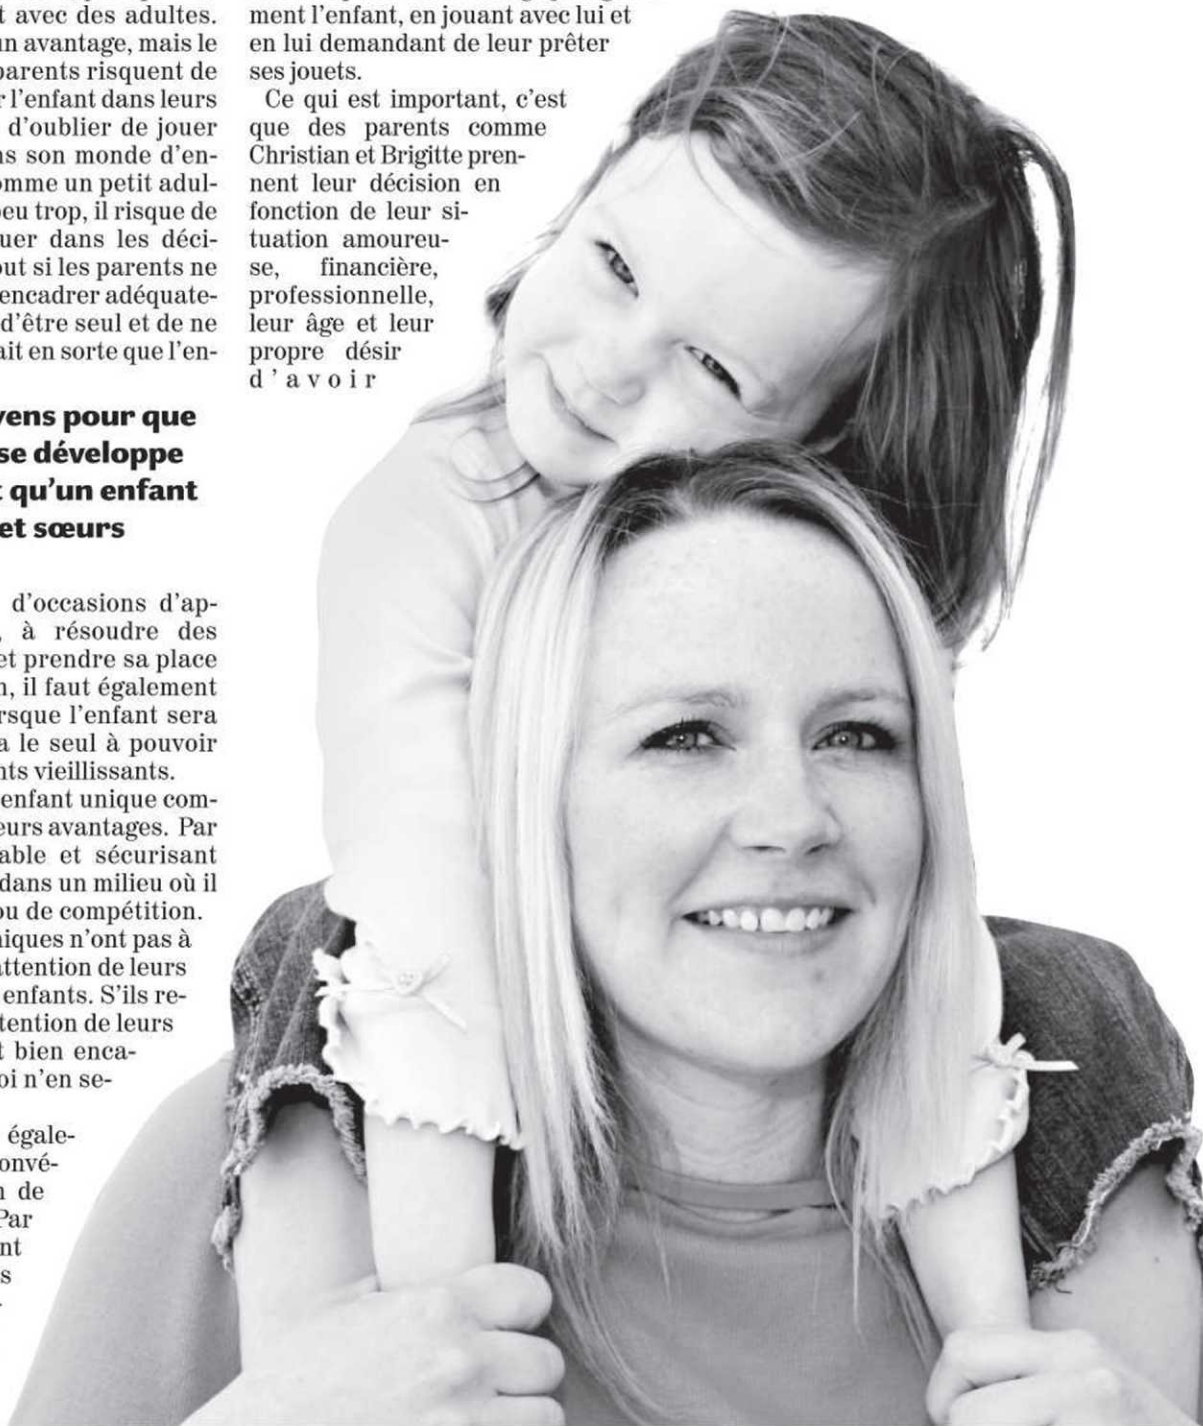 t avec des adultes.
un avantage, mais le
parents risquent de
r l'enfant dans leurs
d'oublier de jouer
ns son monde d'en-
omme un petit adul-
peu trop, il risque de
uer dans les déci-
out si les parents ne
encadrer adéquate-
d'être seul et de ne
ait en sorte que l'en-
yens pour que
se développe
t qu'un enfant
et sœurs
d'occasions d'ap-
, à résoudre des
et prendre sa place
n, il faut également
rsque l'enfant sera
a le seul à pouvoir
nts vieillissants.
enfant unique com-
eurs avantages. Par
able et sécurisant
dans un milieu où il
ou de compétition.
niques n'ont pas à
attention de leurs
enfants. S'ils re-
tention de leurs
t bien enca-
oi n'en se-
égale-
onvé-
n de
Par
nt
s
ment l'enfant, en jouant avec lui et
en lui demandant de leur prêter
ses jouets.
Ce qui est important, c'est
que des parents comme
Christian et Brigitte pren-
nent leur décision en
fonction de leur si-
tuation amoureu-
se, financière,
professionnelle,
leur âge et leur
propre désir
d'avoir